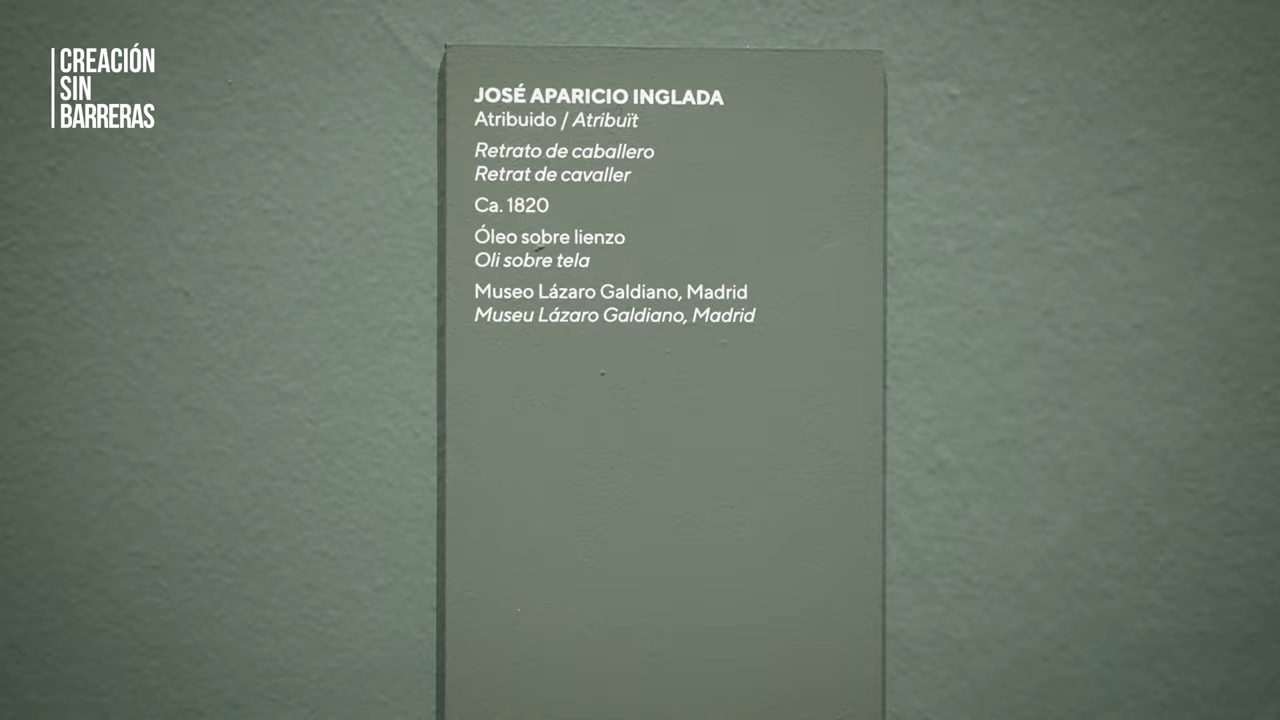 CREACIÓN
SIN
BARRERAS
JOSÉ APARICIO INGLADA
Atribuido / Atribuït
Retrato de caballero
Retrat de cavaller
Ca. 1820
Óleo sobre lienzo
Oli sobre tela
Museo Lázaro Galdiano, Madrid
Museu Lázaro Galdiano, Madrid